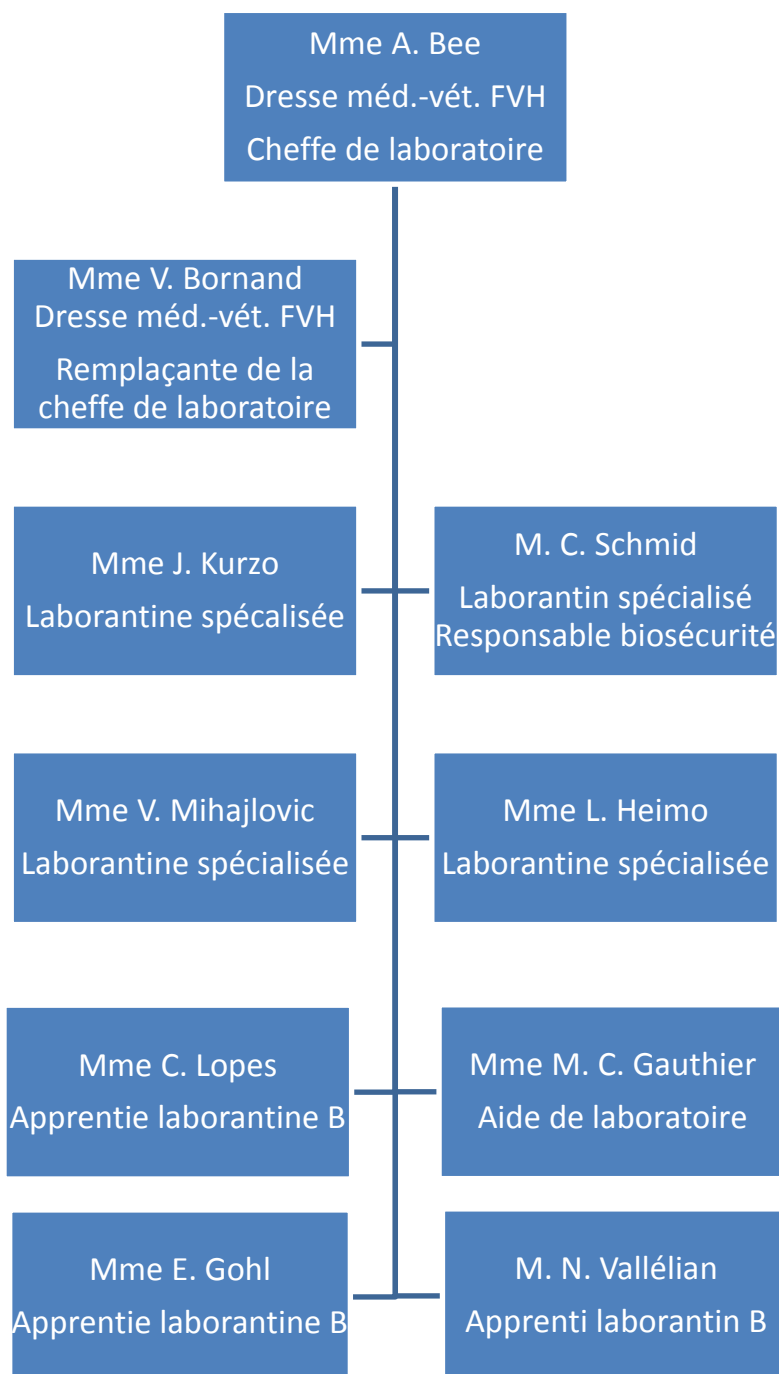 Mme A. Bee
Dresse méd.-vét. FVH
Cheffe de laboratoire
Mme V. Bornand
Dresse méd.-vét. FVH
Remplaçante de la
cheffe de laboratoire
Mme J. Kurzo
Laborantine spécalisée
M. C. Schmid
Laborantin spécialisé
Responsable biosécurité
Mme V. Mihajlovic
Laborantine spécialisée
Mme L. Heimo
Laborantine spécialisée
Mme C. Lopes
Apprentie laborantine B
Mme M. C. Gauthier
Aide de laboratoire
Mme E. Gohl
Apprentie laborantine B
M. N. Vallélian
Apprenti laborantin B